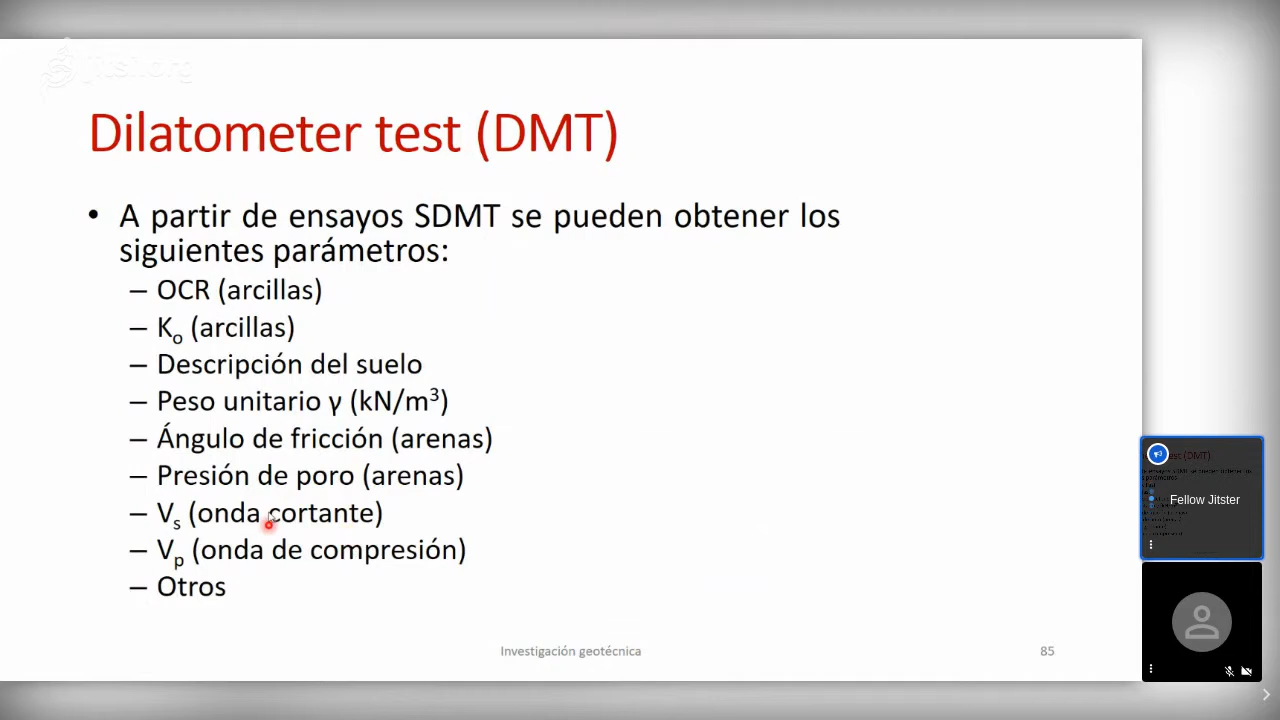 Jitsi.org
Dilatometer test (DMT)
• A partir de ensayos SDMT se pueden obtener los
siguientes parámetros:
– OCR (arcillas)
– Ko (arcillas)
– Descripción del suelo
– Peso unitario γ (kN/m³)
– Ángulo de fricción (arenas)
– Presión de poro (arenas)
– Vs (onda cortante)
– Vp (onda de compresión)
– Otros
Investigación geotécnica
85
Fellow Jitster